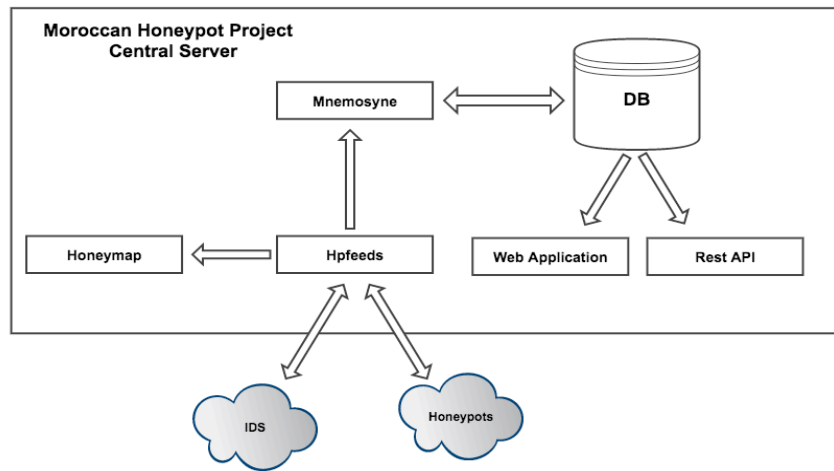 Moroccan Honeypot Project
Central Server
Mnemosyne
DB
Honeymap
Hpfeeds
Web Application
Rest API
IDS
Honeypots